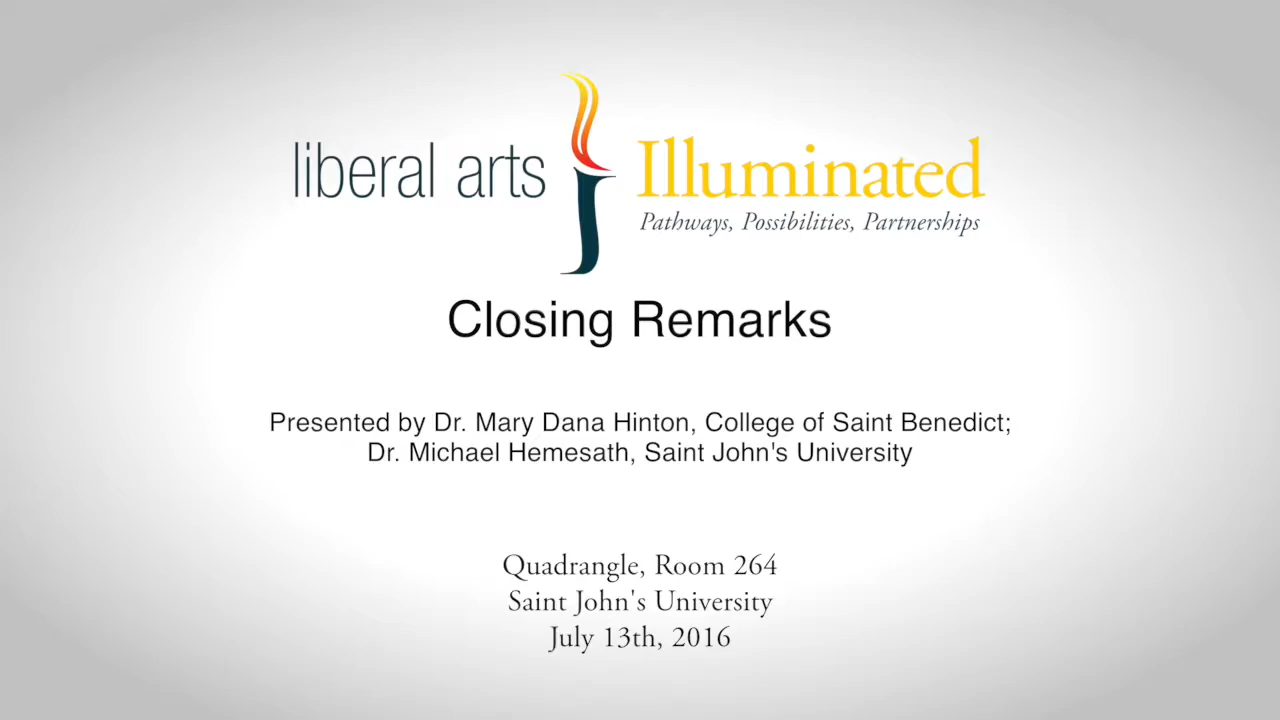 liberal arts Illuminated
Pathways, Possibilities, Partnerships
Closing Remarks
Presented by Dr. Mary Dana Hinton, College of Saint Benedict;
Dr. Michael Hemesath, Saint John's University
Quadrangle, Room 264
Saint John's University
July 13th, 2016